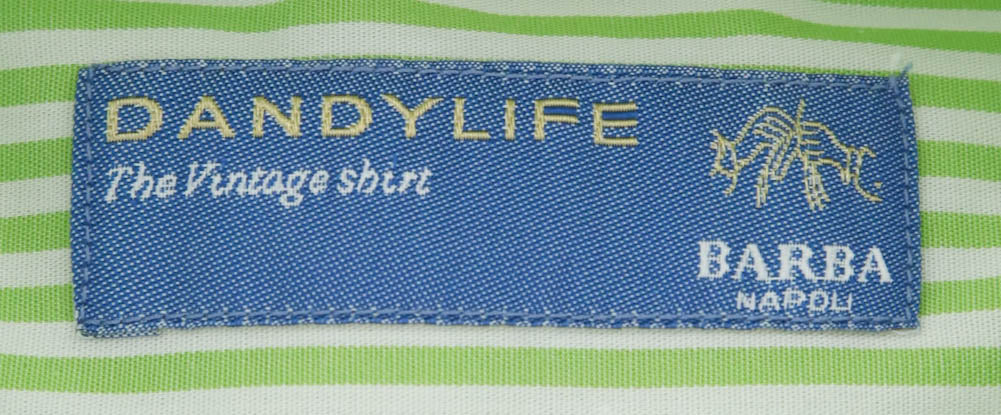 DANDYLIFE
The Vintage shirt
BARBA
NAPOLI